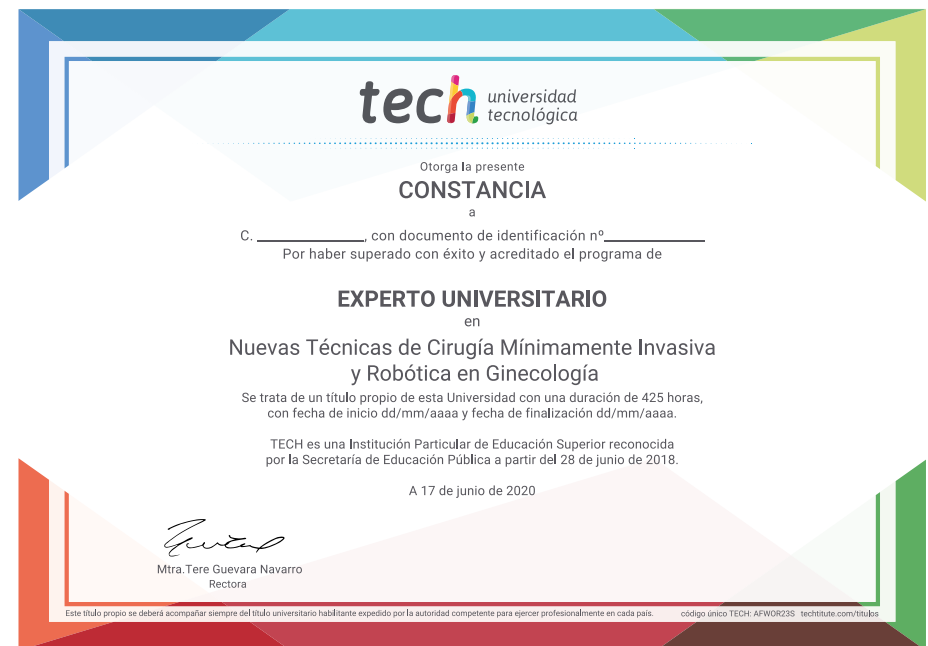 tech universidad
tecnológica
Otorga la presente
CONSTANCIA
a
C. ______________, con documento de identificación nº______________
Por haber superado con éxito y acreditado el programa de
EXPERTO UNIVERSITARIO
en
Nuevas Técnicas de Cirugía Mínimamente Invasiva
y Robótica en Ginecología
Se trata de un título propio de esta Universidad con una duración de 425 horas,
con fecha de inicio dd/mm/aaaa y fecha de finalización dd/mm/aaaa.
TECH es una Institución Particular de Educación Superior reconocida
por la Secretaría de Educación Pública a partir del 28 de junio de 2018.
A 17 de junio de 2020
Mtra.Tere Guevara Navarro
Rectora
Este título propio se deberá acompañar siempre del título universitario habilitante expedido por la autoridad competente para ejercer profesionalmente en cada país. código único TECH: AFWOR23S techtitute.com/titulos